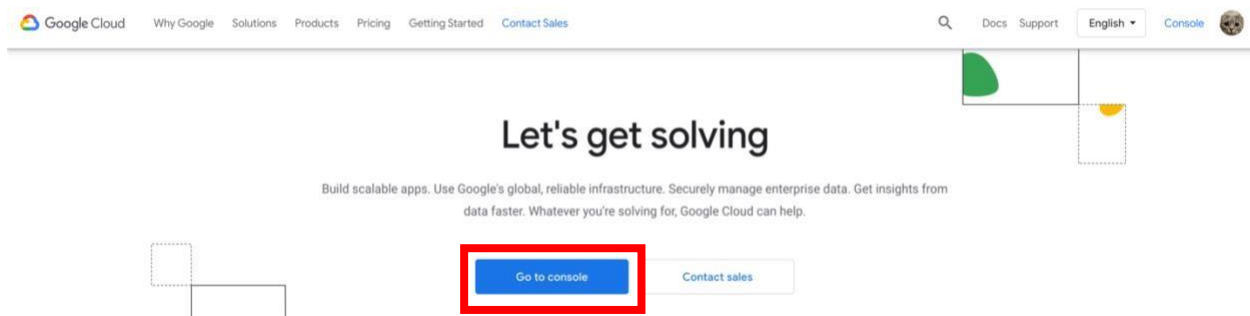 Google Cloud Why Google Solutions Products Pricing Getting Started Contact Sales Docs Support English Console
Let's get solving
Build scalable apps. Use Google's global, reliable infrastructure. Securely manage enterprise data. Get insights from
data faster. Whatever you're solving for, Google Cloud can help.
Go to console Contact sales